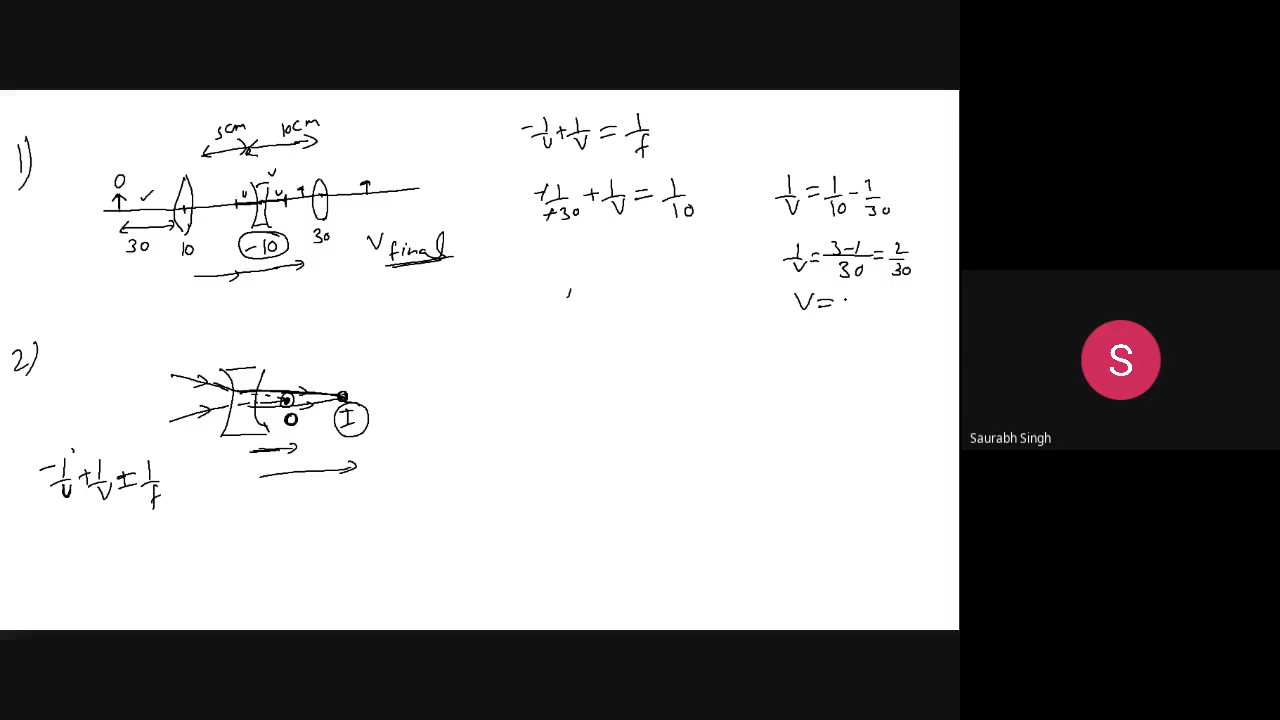 1)
5cm 10cm
O
30 10 -10 30
V final
-1/u + 1/v = 1/f
+1/+30 + 1/v = 1/10
1/v = 1/10 - 1/30
1/v = 3-1/30 = 2/30
V =
2)
O I
-1/u + 1/v = 1/f
S
Saurabh Singh